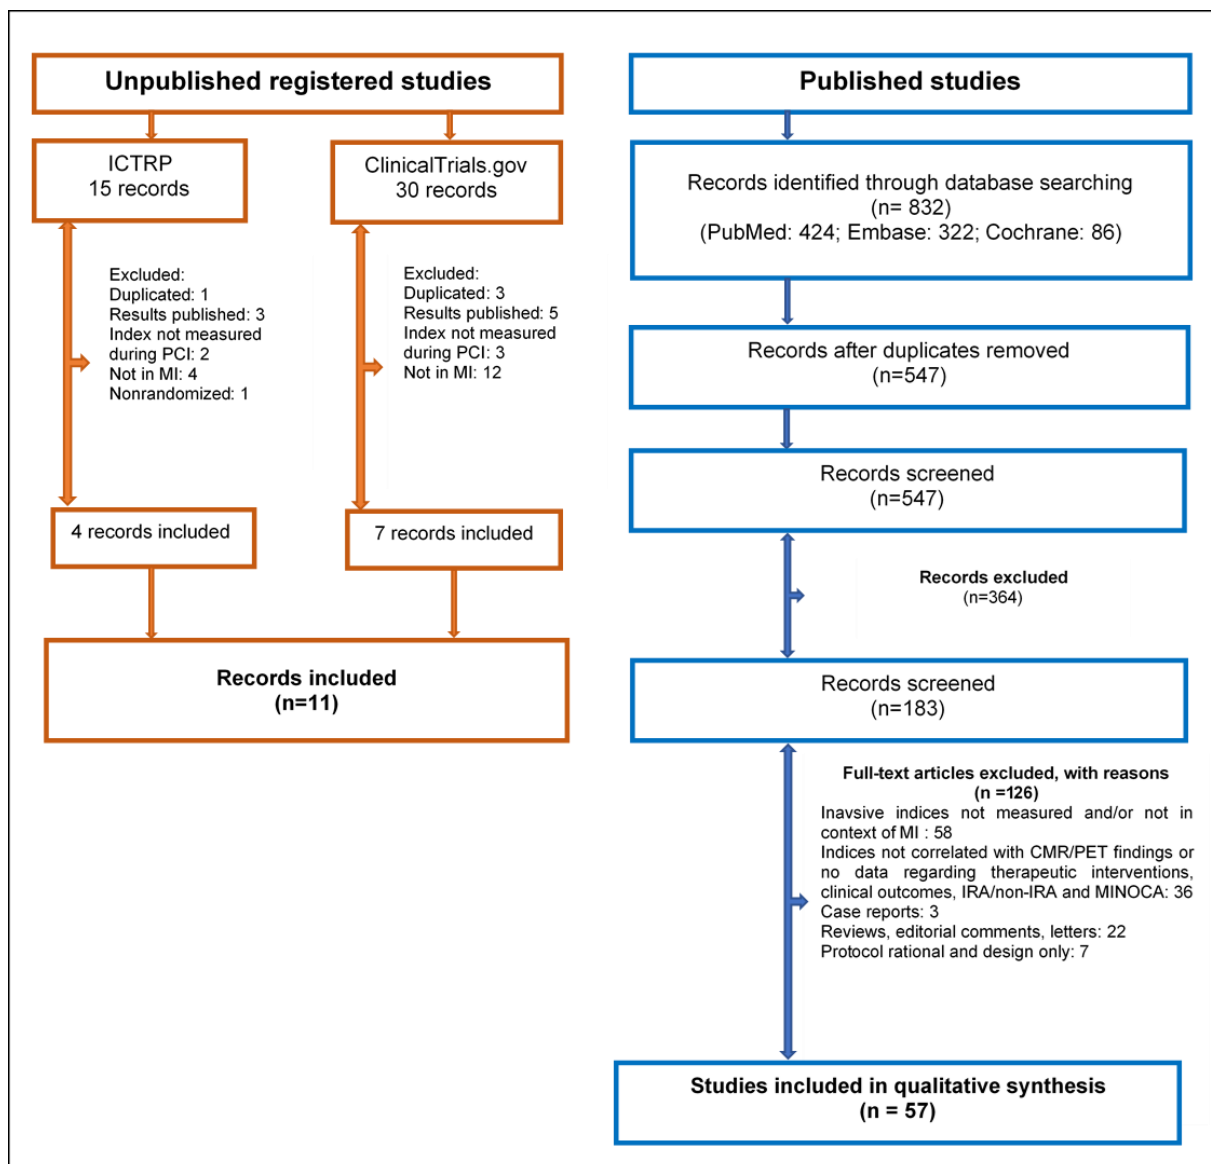 Unpublished registered studies
ICTRP
15 records
ClinicalTrials.gov
30 records
Excluded:
Duplicated: 1
Results published: 3
Index not measured
during PCI: 2
Not in MI: 4
Nonrandomized: 1
Excluded:
Duplicated: 3
Results published: 5
Index not measured
during PCI: 3
Not in MI: 12
4 records included
7 records included
Records included
(n=11)
Published studies
Records identified through database searching
(n= 832)
(PubMed: 424; Embase: 322; Cochrane: 86)
Records after duplicates removed
(n=547)
Records screened
(n=547)
Records excluded
(n=364)
Records screened
(n=183)
Full-text articles excluded, with reasons
(n =126)
Inavsive indices not measured and/or not in
context of MI : 58
Indices not correlated with CMR/PET findings or
no data regarding therapeutic interventions,
clinical outcomes, IRA/non-IRA and MINOCA: 36
Case reports: 3
Reviews, editorial comments, letters: 22
Protocol rational and design only: 7
Studies included in qualitative synthesis
(n = 57)